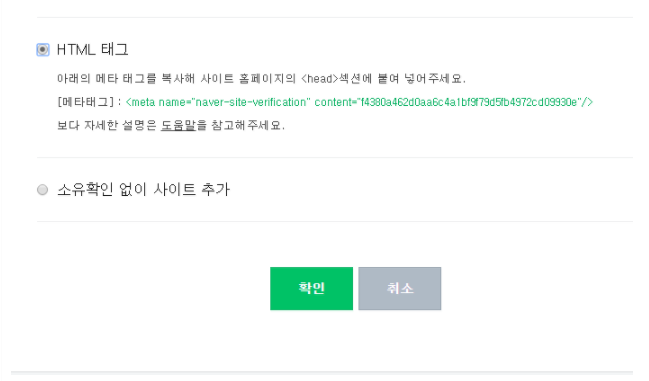 HTML 태그
아래의 메타 태그를 복사해 사이트 홈페이지의 <head>섹션에 붙여 넣어주세요.
[메타태그] : <meta name="naver-site-verification" content="f4380a462d0aa6c4a1bf9f79d5fb4972cd09930e"/>
보다 자세한 설명은 도움말을 참고해주세요.
소유확인 없이 사이트 추가
확인 취소